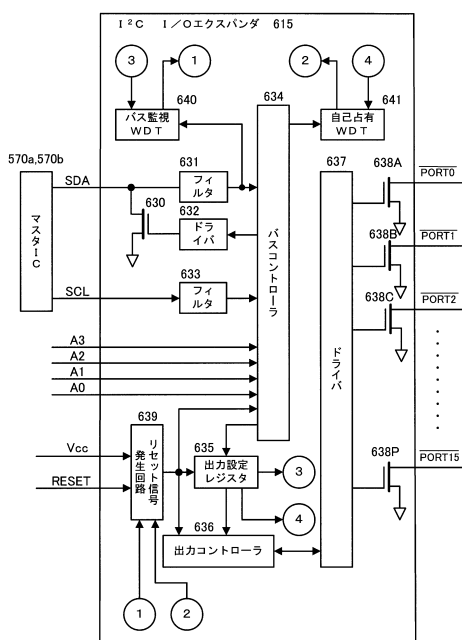 I²C I/Oエクスパンダ 615
3
1
2
4
640
634
641
バス監視
WDT
自己占有
WDT
570a,570b
631
637
638A
SDA
フィ
ルタ
PORT0
630
632
ドラ
イバ
638B
PORT1
マスタIC
633
バスコントローラ
638C
SCL
フィ
ルタ
PORT2
A3
A2
A1
A0
ドライバ
639
Vcc
635
638P
リセット信号
発生回路
出力設定
レジスタ
3
PORT15
RESET
4
636
出力コントローラ
1
2